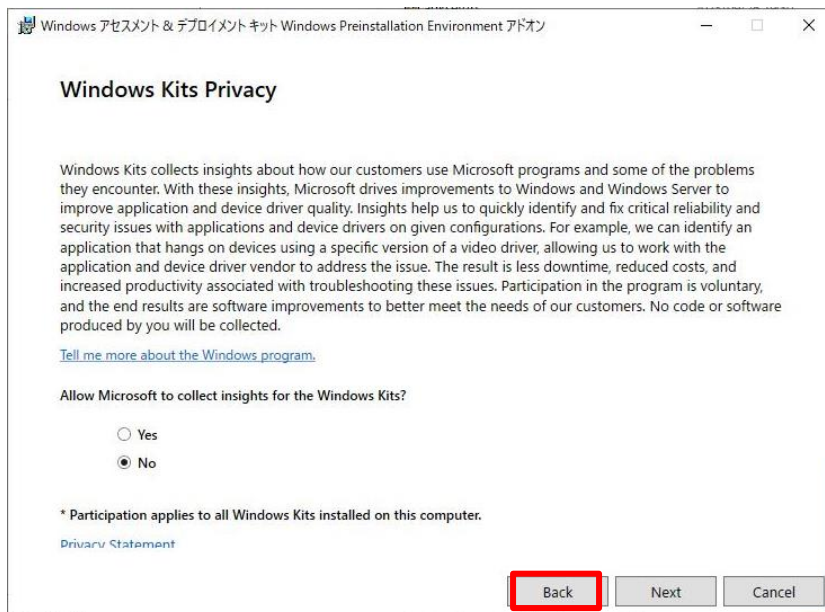 Windows アセスメント & デプロイメント キット Windows Preinstallation Environment アドオン
Windows Kits Privacy
Windows Kits collects insights about how our customers use Microsoft programs and some of the problems
they encounter. With these insights, Microsoft drives improvements to Windows and Windows Server to
improve application and device driver quality. Insights help us to quickly identify and fix critical reliability and
security issues with applications and device drivers on given configurations. For example, we can identify an
application that hangs on devices using a specific version of a video driver, allowing us to work with the
application and device driver vendor to address the issue. The result is less downtime, reduced costs, and
increased productivity associated with troubleshooting these issues. Participation in the program is voluntary,
and the end results are software improvements to better meet the needs of our customers. No code or software
produced by you will be collected.
Tell me more about the Windows program.
Allow Microsoft to collect insights for the Windows Kits?
Yes
No
* Participation applies to all Windows Kits installed on this computer.
Privacy Statement
Back Next Cancel